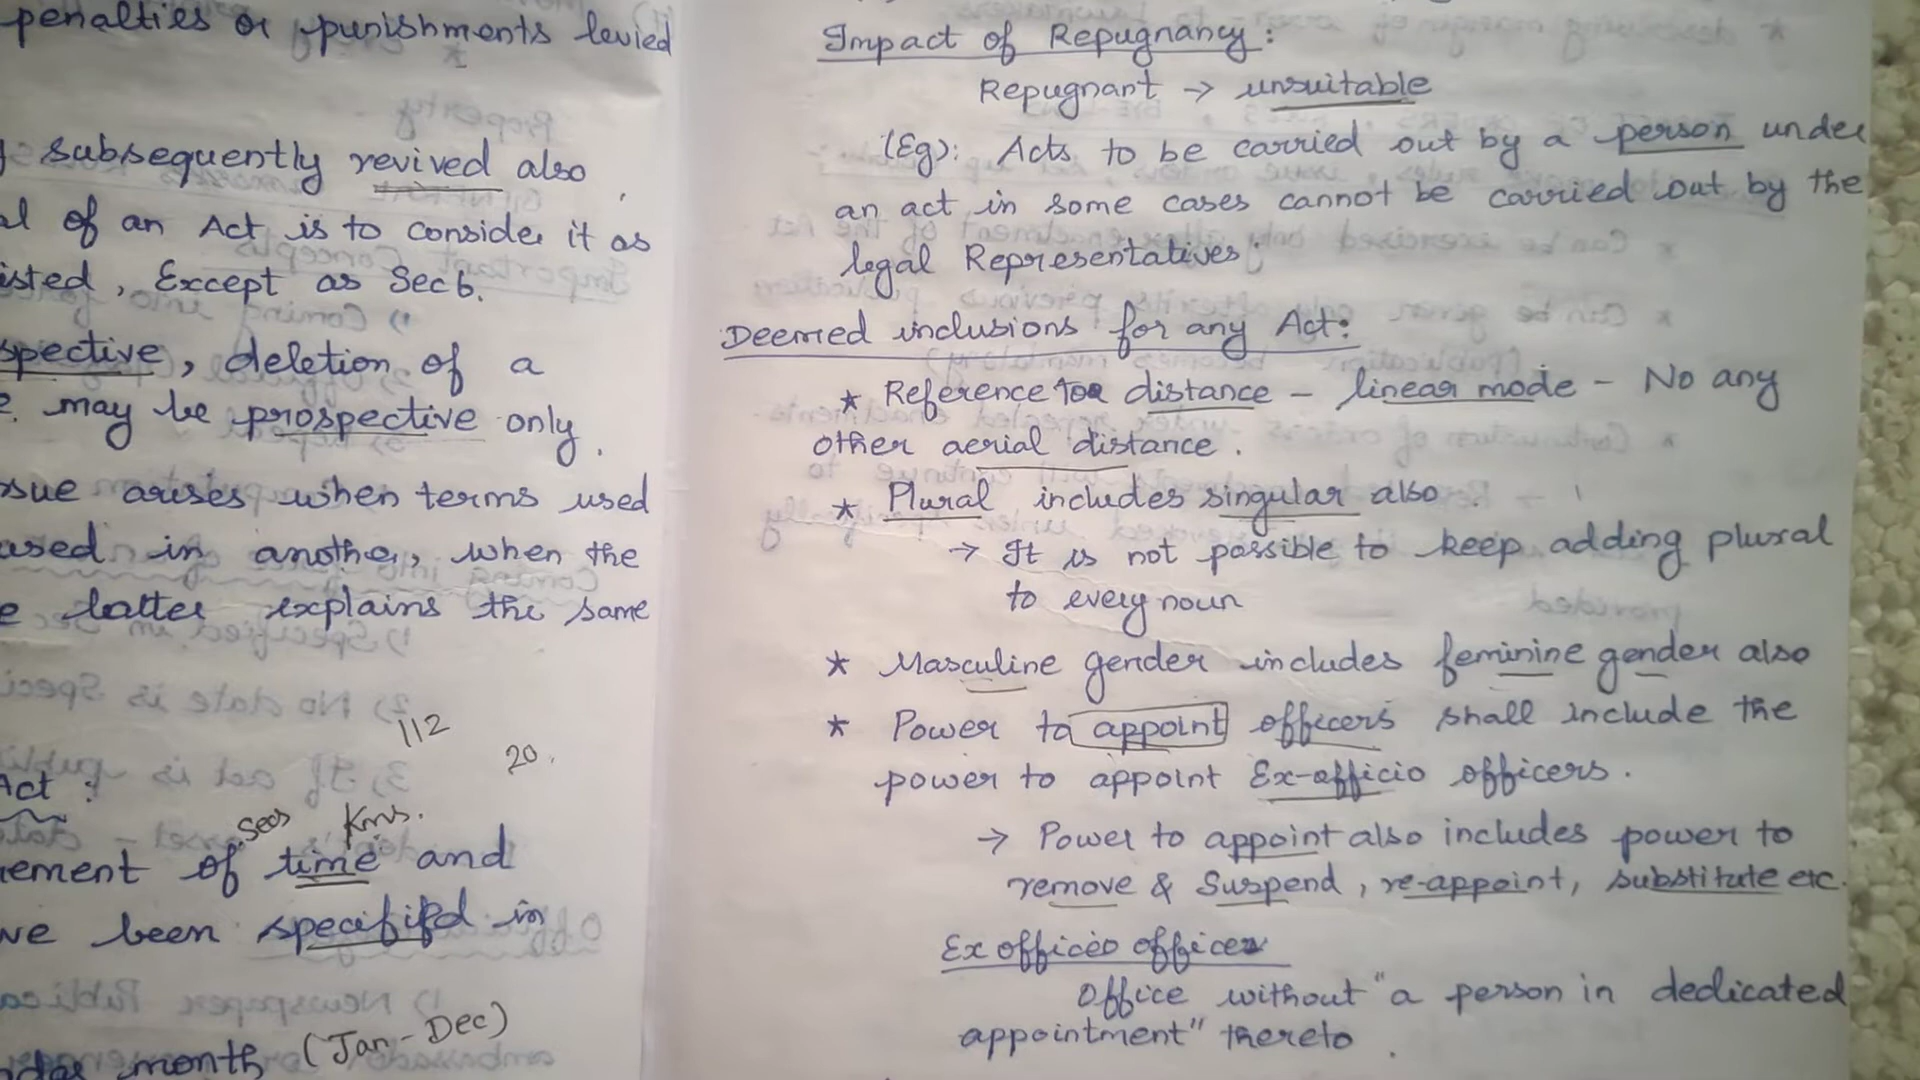 penalties or punishments levied
subsequently revived also
of an Act is to consider it as
, Except as Sec 6.
, deletion of a
may be prospective only.
arises when terms used
used in another, when the
latter explains the same
112
20.
Act :
Secs Kms.
of time and
been specifified in
month (Jan - Dec)
Impact of Repugnancy :
Repugnant → unsuitable
(Eg): Acts to be carried out by a person under
an act in some cases cannot be carried out by the
legal Representatives.
Deemed inclusions for any Act:
* Reference to distance - linear mode - No any
other aerial distance.
* Plural includes singular also.
→ It is not possible to keep adding plural
to every noun
* Masculine gender includes feminine gender also
* Power to appoint officers shall include the
power to appoint Ex-officio officers.
→ Power to appoint also includes power to
remove & Suspend, re-appoint, substitute etc.
Ex officio officer
Office without "a person in dedicated
appointment" thereto.